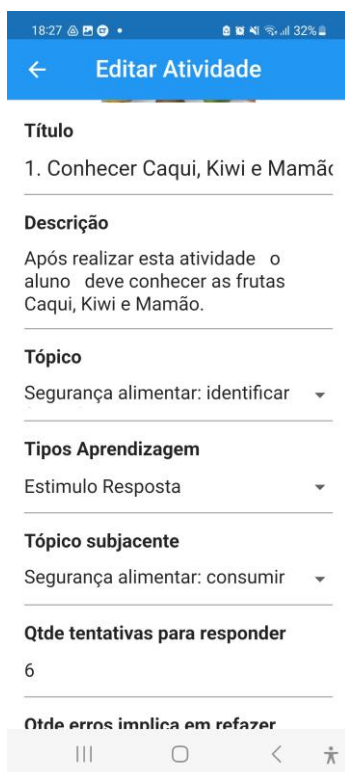 18:27 32%
Editar Atividade
Título
1. Conhecer Caqui, Kiwi e Mamão
Descrição
Após realizar esta atividade o
aluno deve conhecer as frutas
Caqui, Kiwi e Mamão.
Tópico
Segurança alimentar: identificar
Tipos Aprendizagem
Estimulo Resposta
Tópico subjacente
Segurança alimentar: consumir
Qtde tentativas para responder
6
Qtde erros implica em refazer